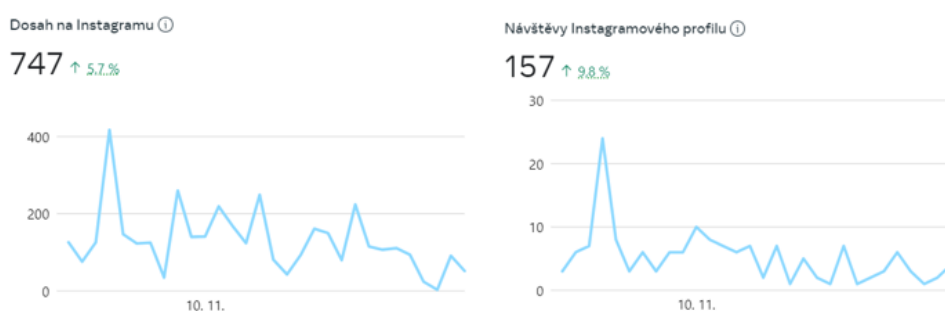 Dosah na Instagramu
747 ↑ 5,7 %
400
200
0
10. 11.
Návštěvy Instagramového profilu
157 ↑ 9,8 %
30
20
10
0
10. 11.